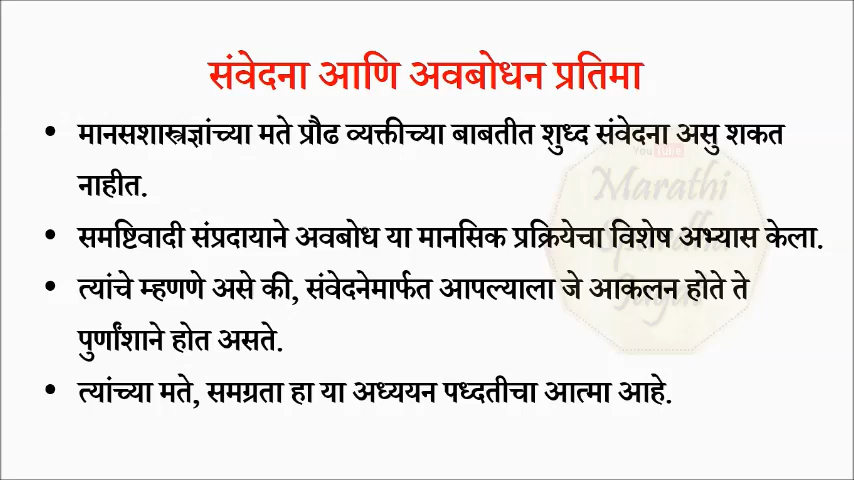 संवेदना आणि अवबोधन प्रतिमा
• मानसशास्त्रज्ञांच्या मते प्रौढ व्यक्तीच्या बाबतीत शुध्द संवेदना असु शकत
नाहीत.
• समष्टिवादी संप्रदायाने अवबोध या मानसिक प्रक्रियेचा विशेष अभ्यास केला.
• त्यांचे म्हणणे असे की, संवेदनेमार्फत आपल्याला जे आकलन होते ते
पुर्णांशाने होत असते.
• त्यांच्या मते, समग्रता हा या अध्ययन पध्दतीचा आत्मा आहे.
YouTube
Marathi